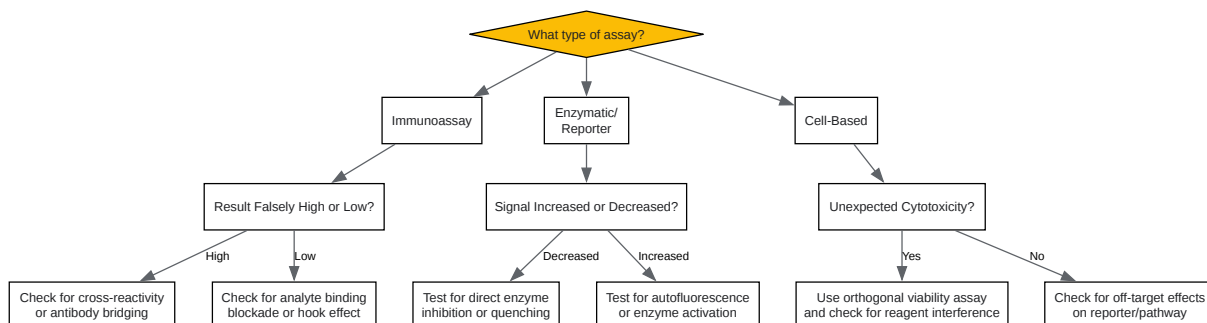 What type of assay?
Immunoassay
Enzymatic/
Reporter
Cell-Based
Result Falsely High or Low?
Signal Increased or Decreased?
Unexpected Cytotoxicity?
High
Low
Decreased
Increased
Yes
No
Check for cross-reactivity
or antibody bridging
Check for analyte binding
blockade or hook effect
Test for direct enzyme
inhibition or quenching
Test for autofluorescence
or enzyme activation
Use orthogonal viability assay
and check for reagent interference
Check for off-target effects
on reporter/pathway